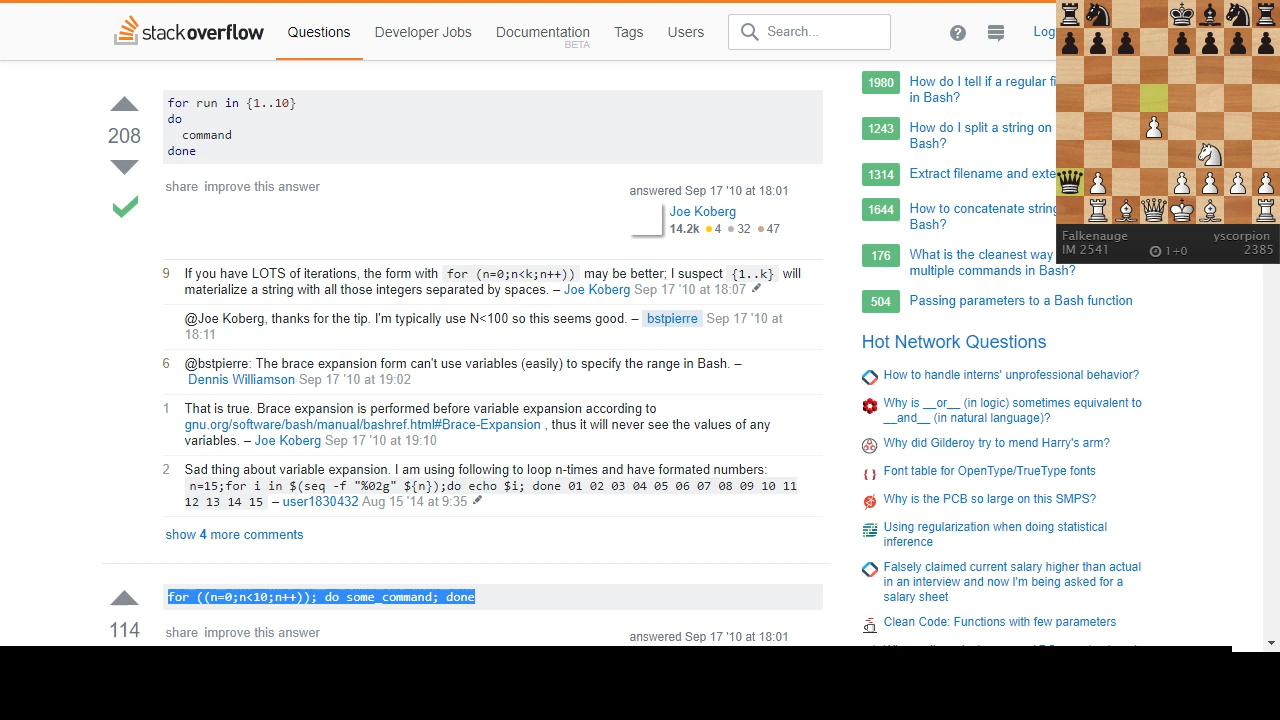 stackoverflow
Questions
Developer Jobs
Documentation
BETA
Tags
Users
Search...
?
Log
for run in {1..10}
do
command
done
208
share improve this answer
answered Sep 17 '10 at 18:01
Joe Koberg
14.2k 4 32 47
9 If you have LOTS of iterations, the form with for (n=0;n<k;n++)) may be better; I suspect {1..k} will
materialize a string with all those integers separated by spaces. – Joe Koberg Sep 17 '10 at 18:07
@Joe Koberg, thanks for the tip. I'm typically use N<100 so this seems good. – bstpierre Sep 17 '10 at
18:11
6 @bstpierre: The brace expansion form can't use variables (easily) to specify the range in Bash. –
Dennis Williamson Sep 17 '10 at 19:02
1 That is true. Brace expansion is performed before variable expansion according to
gnu.org/software/bash/manual/bashref.html#Brace-Expansion , thus it will never see the values of any
variables. – Joe Koberg Sep 17 '10 at 19:10
2 Sad thing about variable expansion. I am using following to loop n-times and have formated numbers:
n=15;for i in $(seq -f "%02g" ${n});do echo $i; done 01 02 03 04 05 06 07 08 09 10 11
12 13 14 15 – user1830432 Aug 15 '14 at 9:35
show 4 more comments
for ((n=0;n<10;n++)); do some_command; done
114
share improve this answer
answered Sep 17 '10 at 18:01
1980 How do I tell if a regular fi
in Bash?
1243 How do I split a string on
Bash?
1314 Extract filename and exte
1644 How to concatenate string
Bash?
176 What is the cleanest way
multiple commands in Bash?
504 Passing parameters to a Bash function
Hot Network Questions
How to handle interns' unprofessional behavior?
Why is __or__ (in logic) sometimes equivalent to
__and__ (in natural language)?
Why did Gilderoy try to mend Harry's arm?
Font table for OpenType/TrueType fonts
Why is the PCB so large on this SMPS?
Using regularization when doing statistical
inference
Falsely claimed current salary higher than actual
in an interview and now I'm being asked for a
salary sheet
Clean Code: Functions with few parameters
Falkenauge yscorpion
IM 2541 1+0 2385